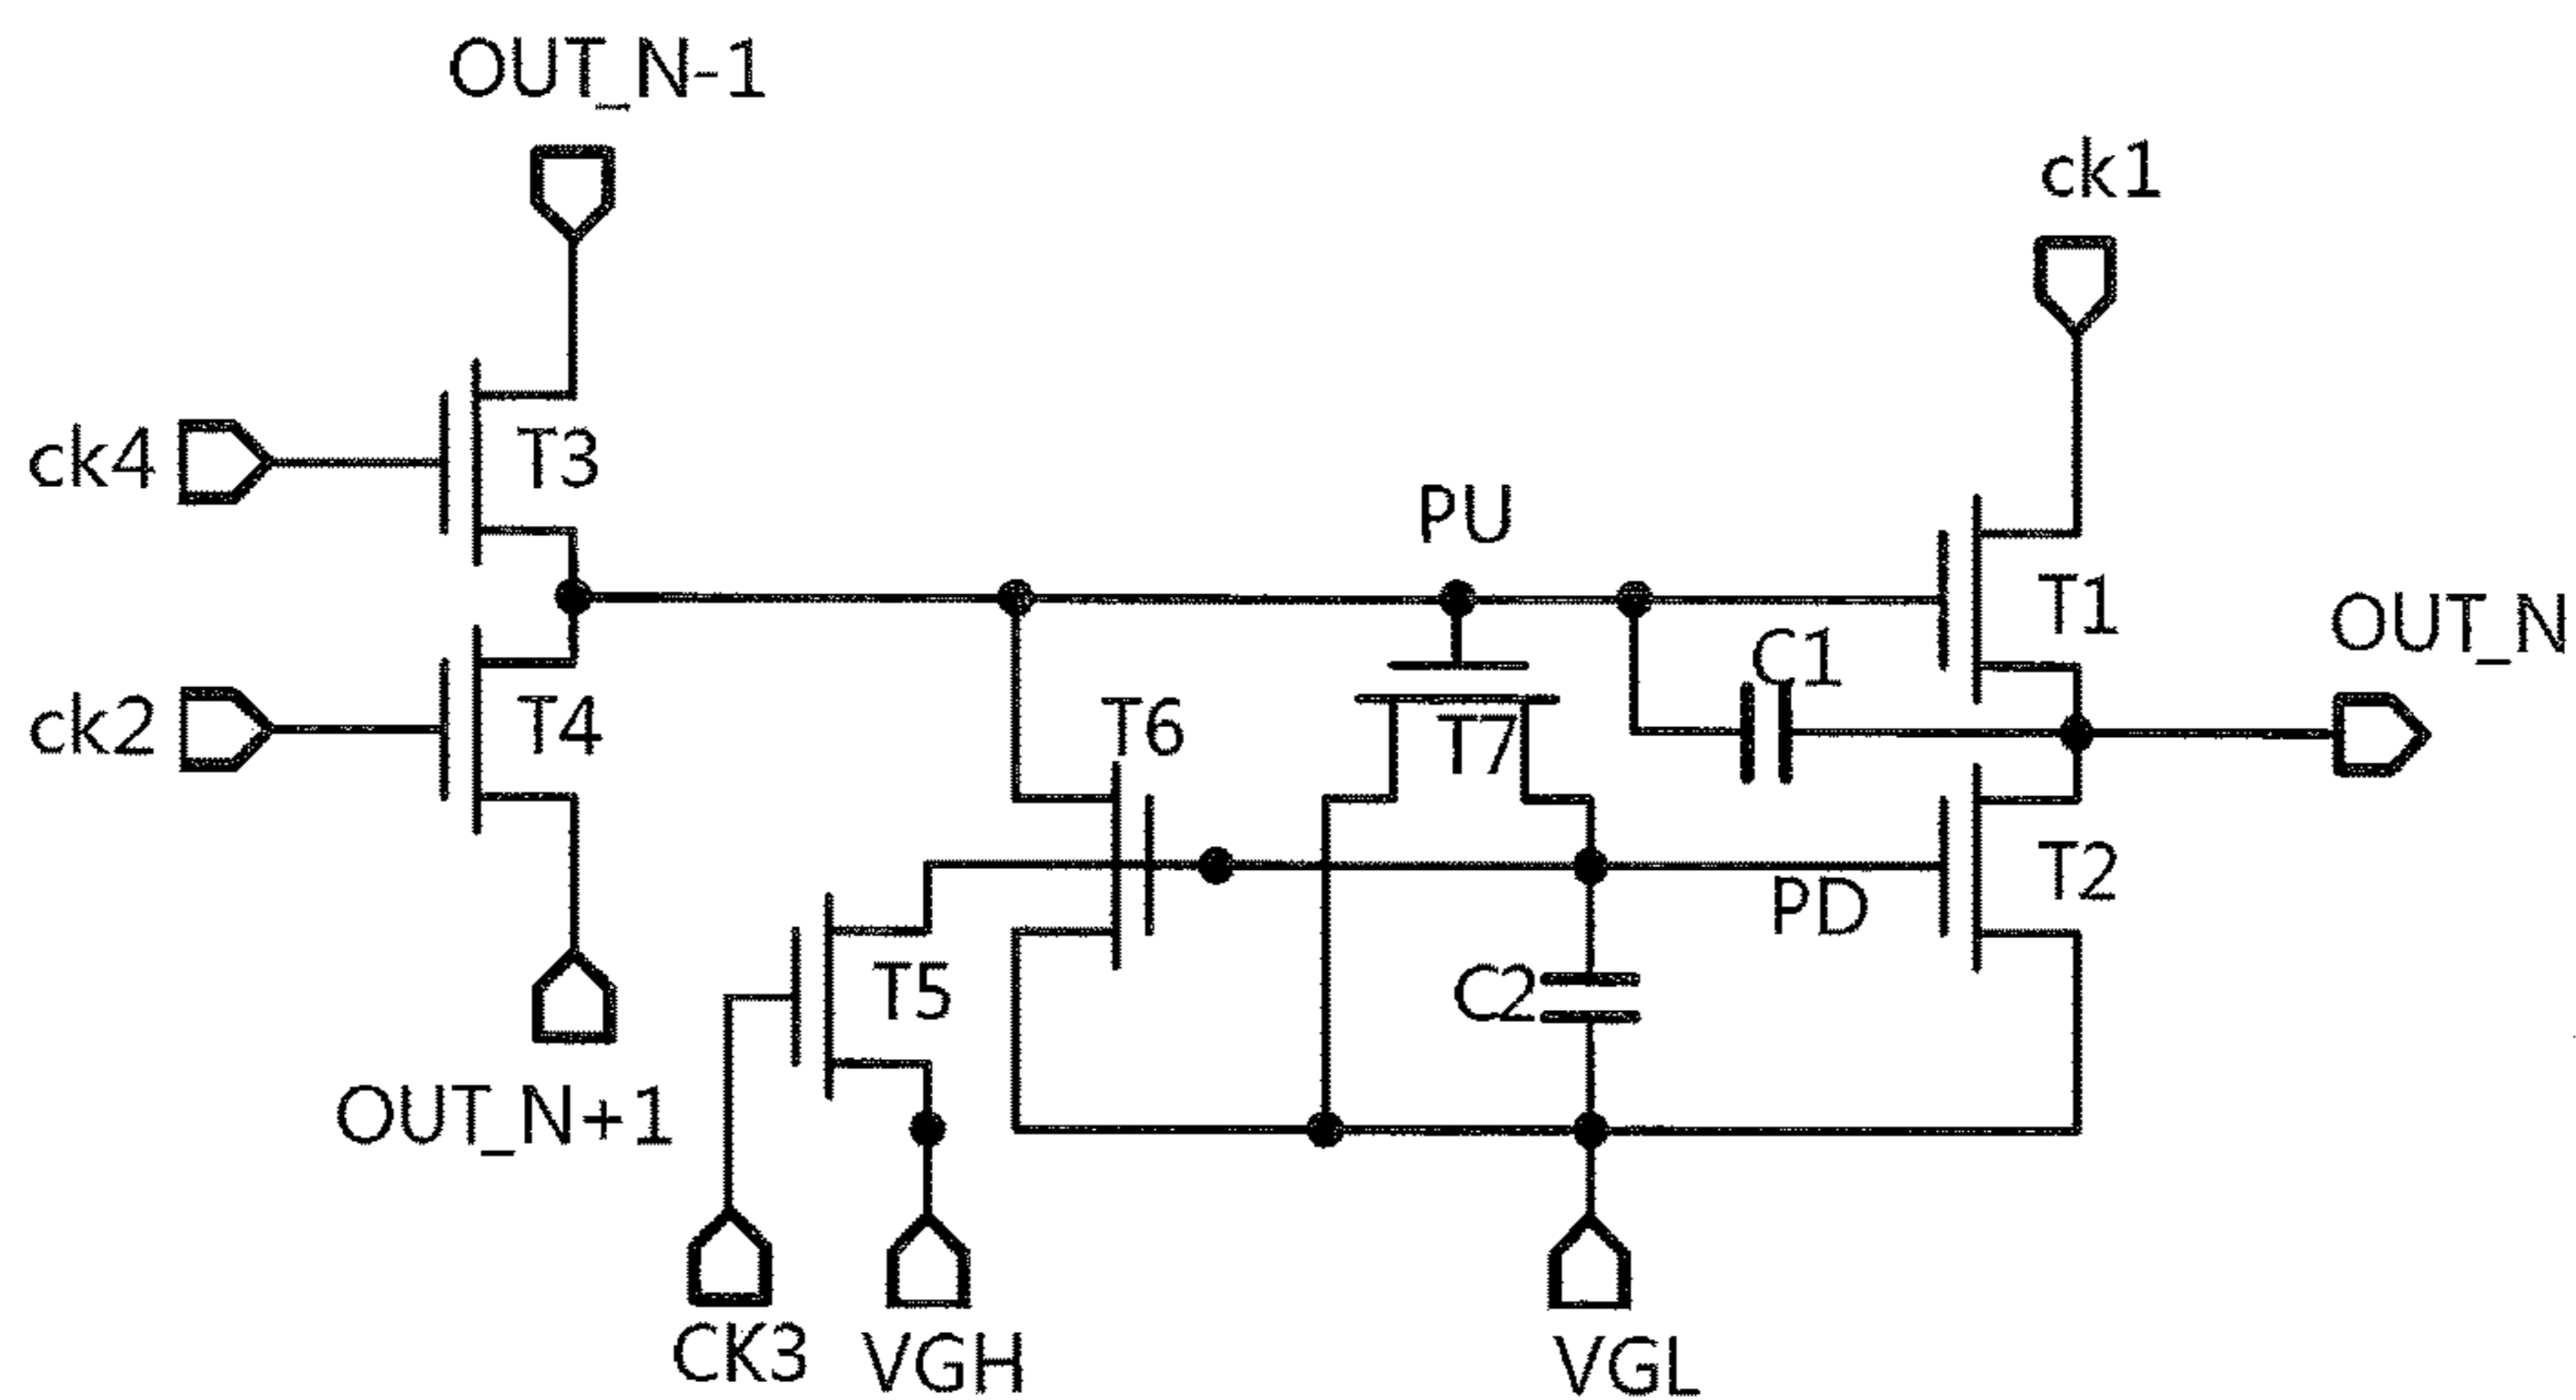 OUT_N-1
ck1
ck4
T3
PU
T1
OUT_N
C1
ck2
T4
T6
T7
T2
PD
T5
C2
OUT_N+1
CK3
VGH
VGL